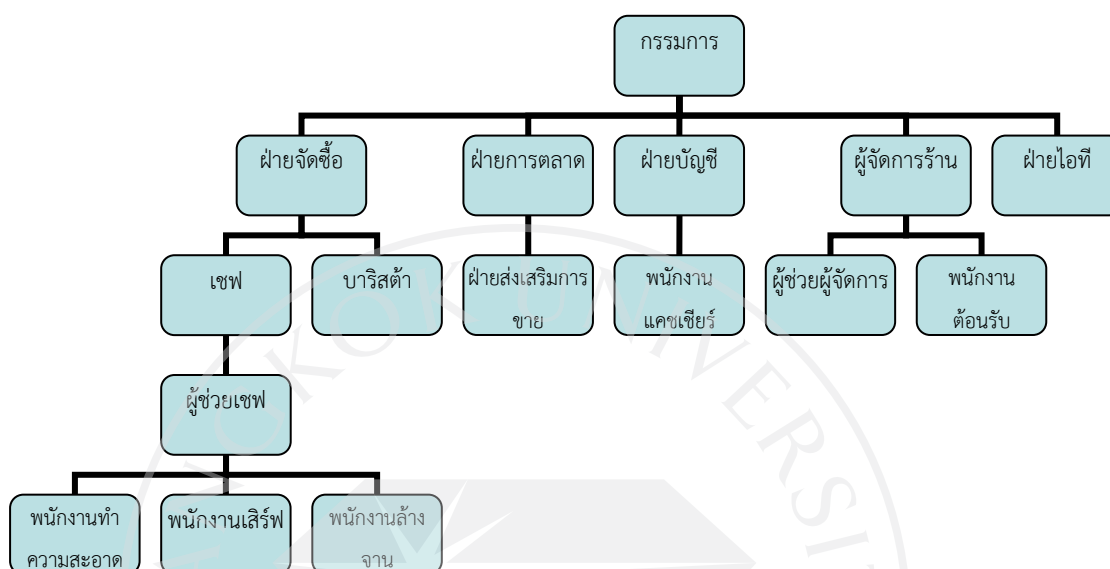 กรรมการ
ฝ่ายจัดซื้อ
ฝ่ายการตลาด
ฝ่ายบัญชี
ผู้จัดการร้าน
ฝ่ายไอที
เชฟ
บาริสต้า
ฝ่ายส่งเสริมการ
ขาย
พนักงาน
แคชเชียร์
ผู้ช่วยผู้จัดการ
พนักงาน
ต้อนรับ
ผู้ช่วยเชฟ
พนักงานทำ
ความสะอาด
พนักงานเสิร์ฟ
พนักงานล้าง
จาน